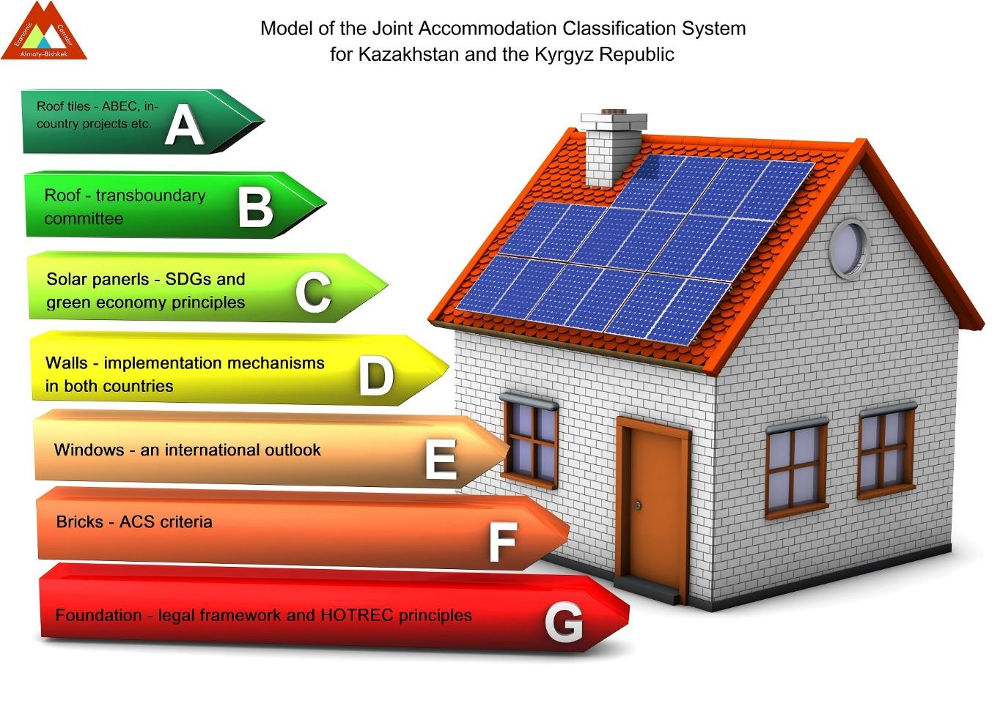 Economic
Corridor
Almaty-Bishkek
Model of the Joint Accommodation Classification System
for Kazakhstan and the Kyrgyz Republic
Roof tiles - ABEC, in-
country projects etc.
A
Roof - transboundary
committee
B
Solar panerls - SDGs and
green economy principles
C
Walls - implementation mechanisms
in both countries
D
Windows - an international outlook
E
Bricks - ACS criteria
F
Foundation - legal framework and HOTREC principles
G